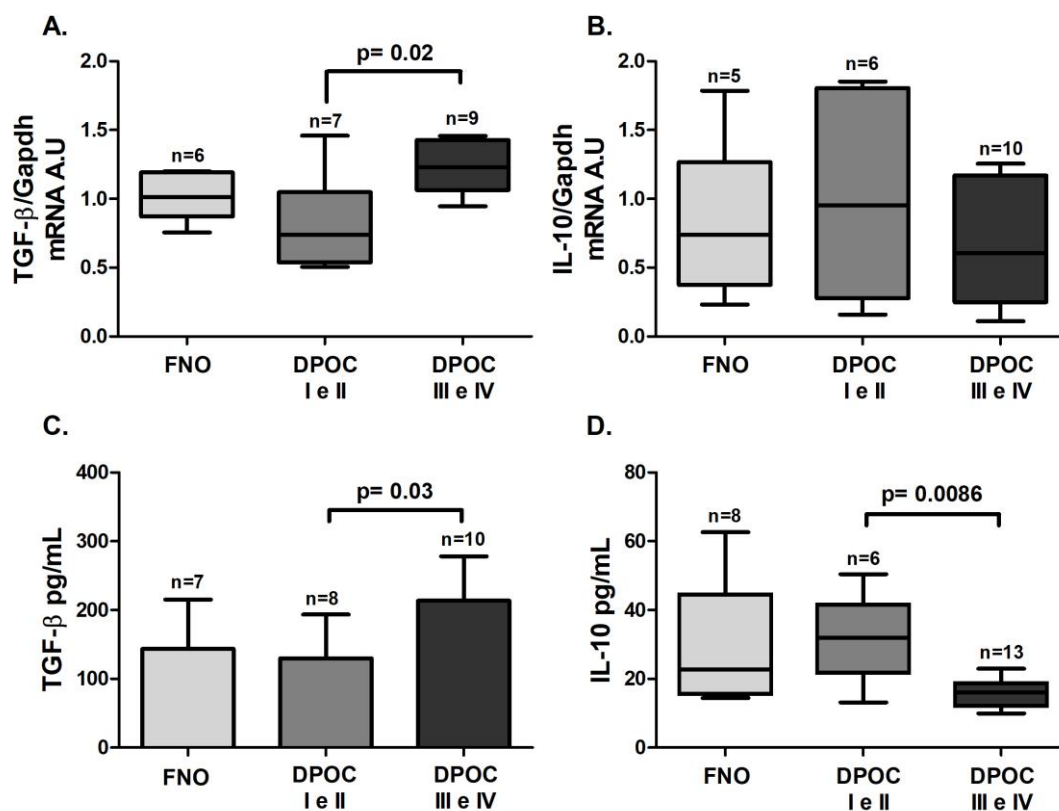 A.
p= 0.02
TGF-β/Gapdh
mRNA A.U
2.0
1.5
1.0
0.5
0.0
n=6
n=7
n=9
FNO
DPOC
I e II
DPOC
III e IV
B.
IL-10/Gapdh
mRNA A.U
2.0
1.5
1.0
0.5
0.0
n=5
n=6
n=10
FNO
DPOC
I e II
DPOC
III e IV
C.
p= 0.03
TGF-β pg/mL
400
300
200
100
0
n=7
n=8
n=10
FNO
DPOC
I e II
DPOC
III e IV
D.
p= 0.0086
IL-10 pg/mL
80
60
40
20
0
n=8
n=6
n=13
FNO
DPOC
I e II
DPOC
III e IV